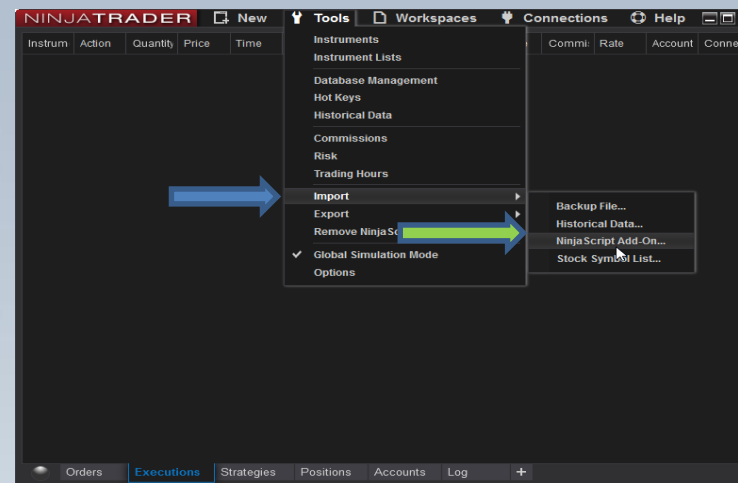 NINJATRADER New Tools Workspaces Connections Help
Instrum Action Quantity Price Time Commi: Rate Account Conne
Instruments
Instrument Lists
Database Management
Hot Keys
Historical Data
Commissions
Risk
Trading Hours
Import
Export
Remove NinjaSc
Global Simulation Mode
Options
Backup File...
Historical Data...
NinjaScript Add-On...
Stock Symbol List...
Orders Executions Strategies Positions Accounts Log +